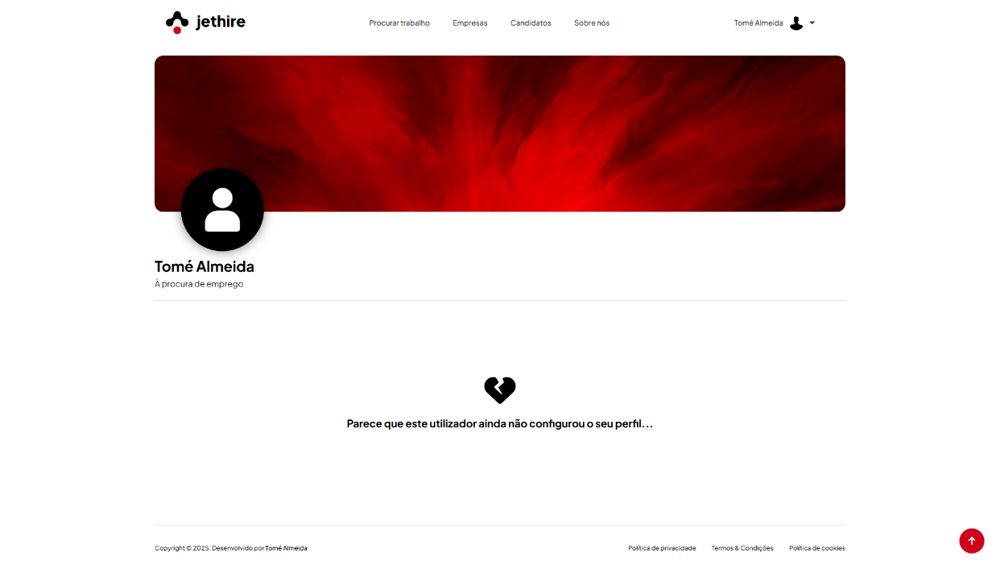 jethire
Procurar trabalho
Empresas
Candidatos
Sobre nós
Tomé Almeida
Tomé Almeida
À procura de emprego
Parece que este utilizador ainda não configurou o seu perfil...
Copyright © 2025. Desenvolvido por Tomé Almeida
Política de privacidade
Termos & Condições
Política de cookies